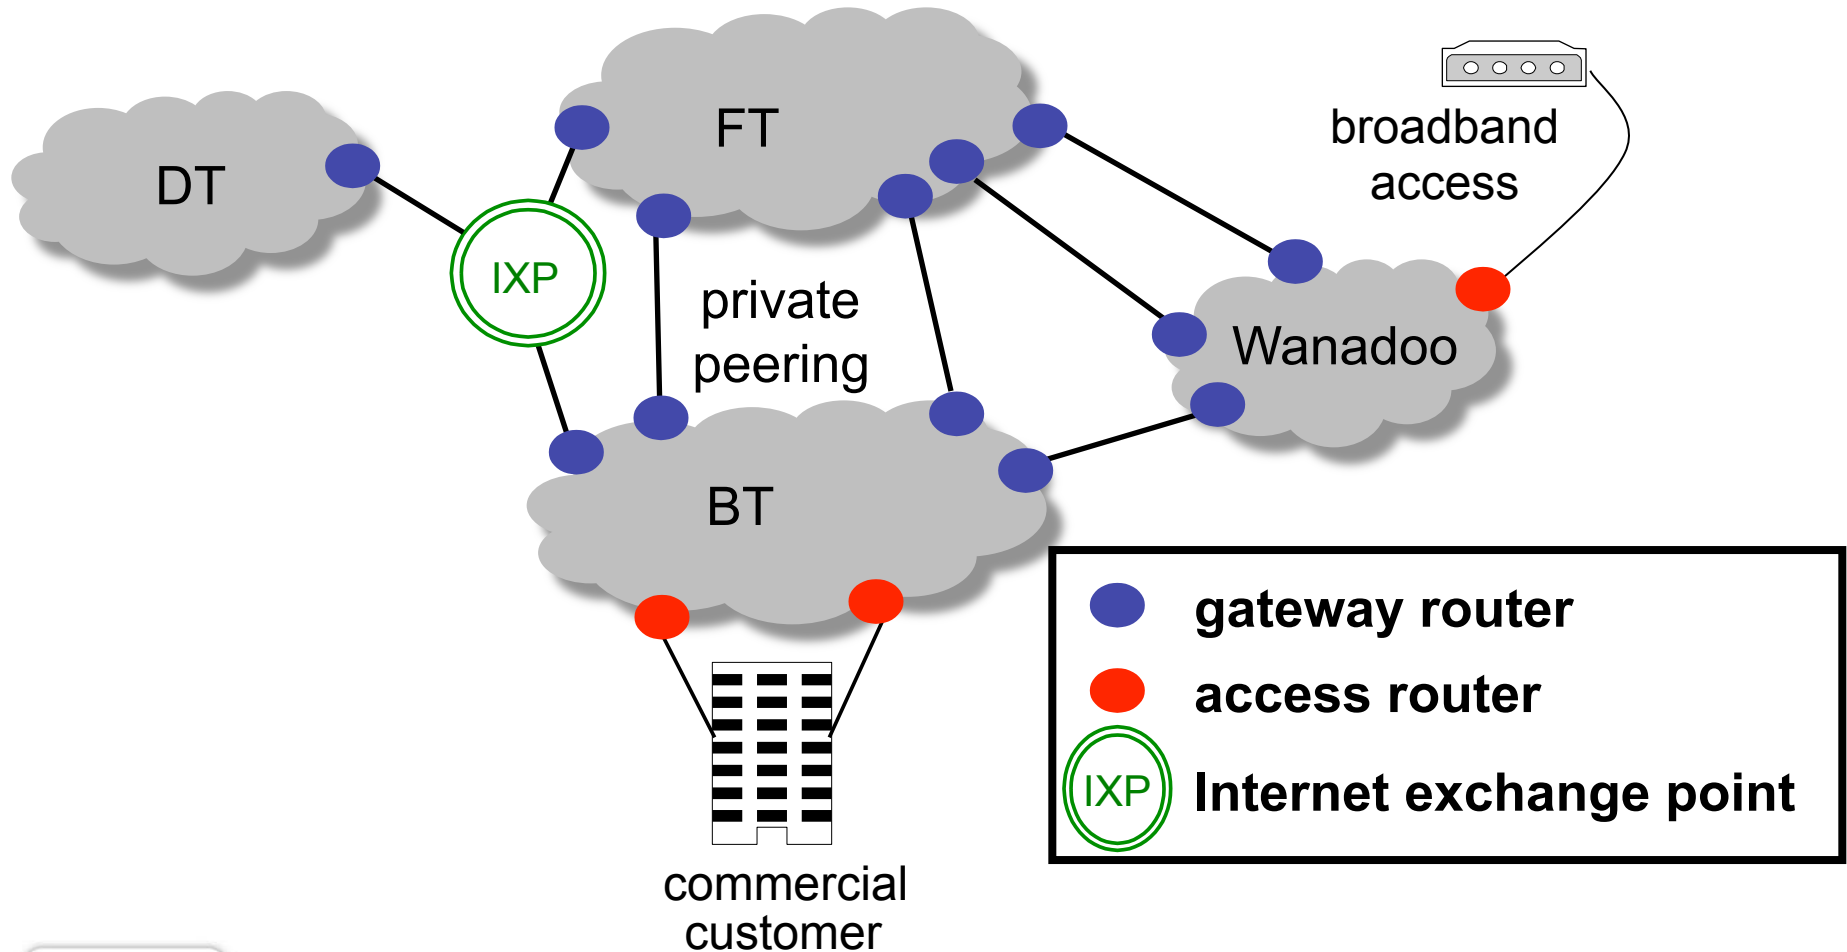 FT
DT
broadband
access
IXP
private
peering
Wanadoo
BT
gateway router
access router
IXP Internet exchange point
commercial
customer